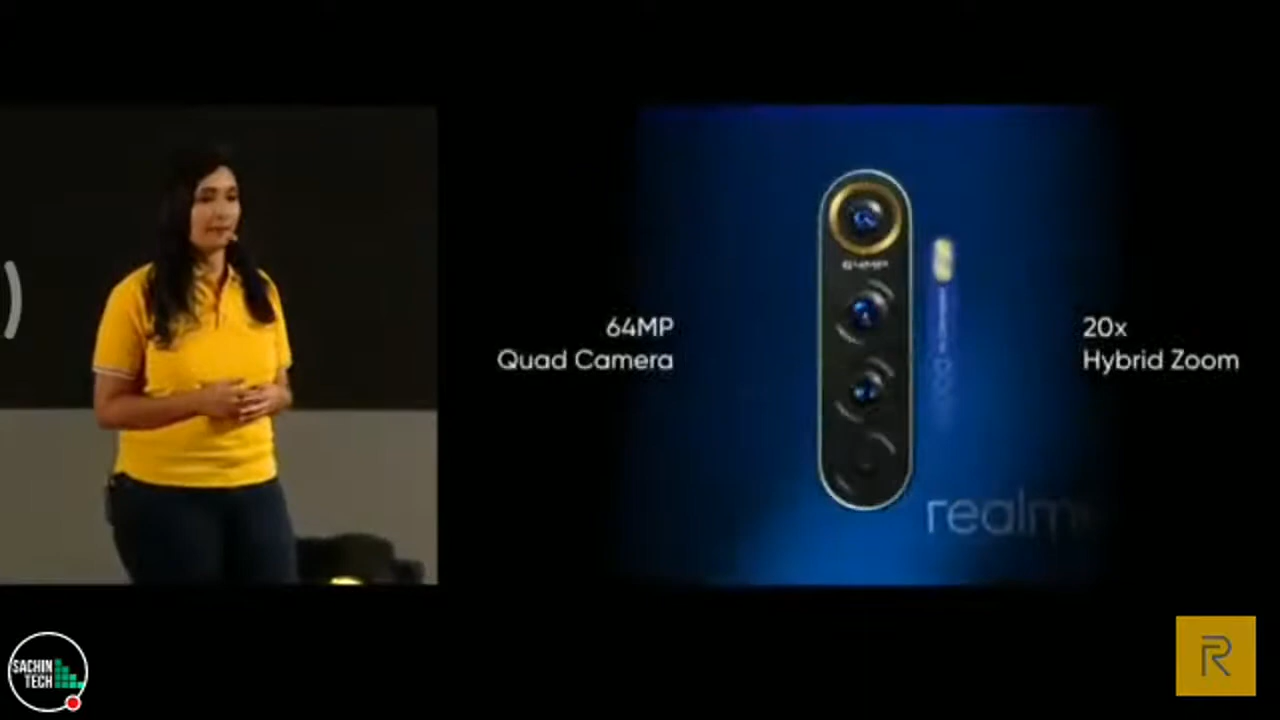 64MP
Quad Camera
64MP
20x
Hybrid Zoom
realme
SACHIN
TECH
R